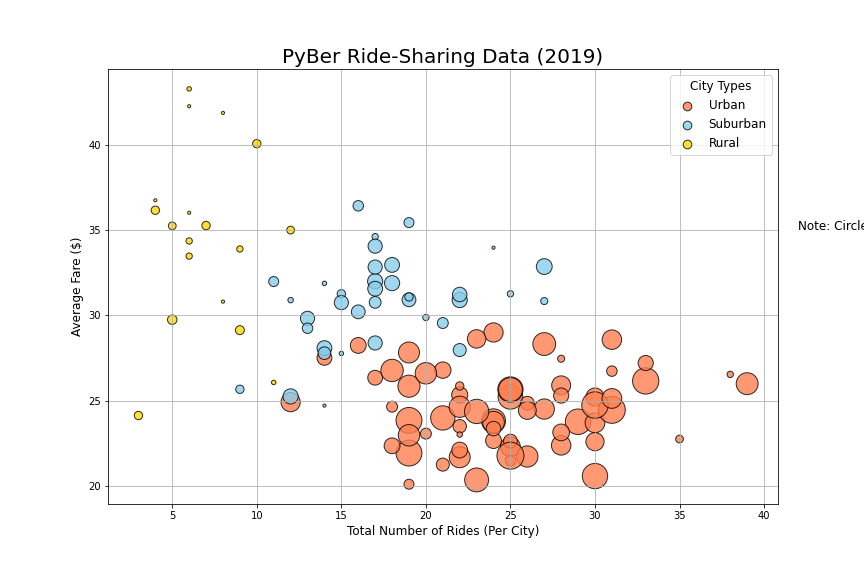 PyBer Ride-Sharing Data (2019)
City Types
Urban
Suburban
Rural
40
35
30
25
20
Average Fare ($)
Note: Circle
5 10 15 20 25 30 35 40
Total Number of Rides (Per City)